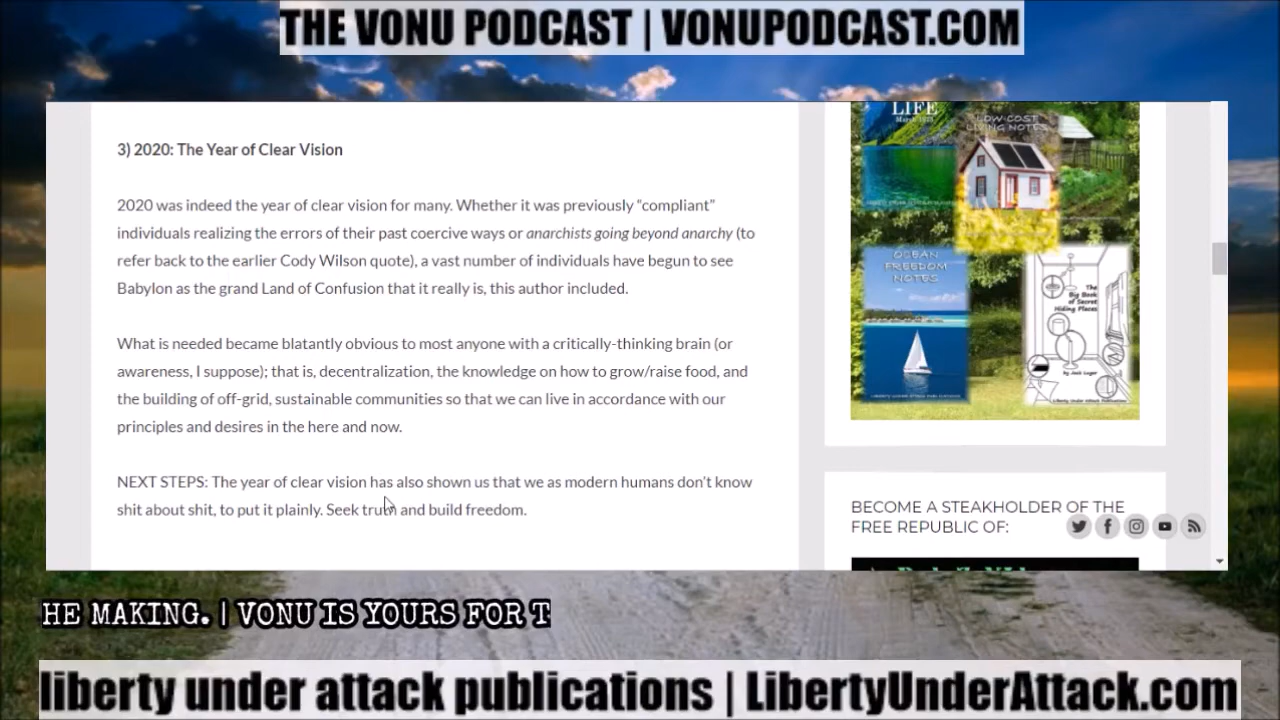 THE VONU PODCAST | VONUPODCAST.COM
3) 2020: The Year of Clear Vision
2020 was indeed the year of clear vision for many. Whether it was previously “compliant”
individuals realizing the errors of their past coercive ways or anarchists going beyond anarchy (to
refer back to the earlier Cody Wilson quote), a vast number of individuals have begun to see
Babylon as the grand Land of Confusion that it really is, this author included.
What is needed became blatantly obvious to most anyone with a critically-thinking brain (or
awareness, I suppose); that is, decentralization, the knowledge on how to grow/raise food, and
the building of off-grid, sustainable communities so that we can live in accordance with our
principles and desires in the here and now.
NEXT STEPS: The year of clear vision has also shown us that we as modern humans don’t know
shit about shit, to put it plainly. Seek truth and build freedom.
LIFE
LOW-COST
LIVING NOTES
OCEAN
FREEDOM
NOTES
The
Big Book
of Secret
Hiding Places
by Jack Luger
BECOME A STEAKHOLDER OF THE
FREE REPUBLIC OF:
HE MAKING. | VONU IS YOURS FOR T
liberty under attack publications | LibertyUnderAttack.com